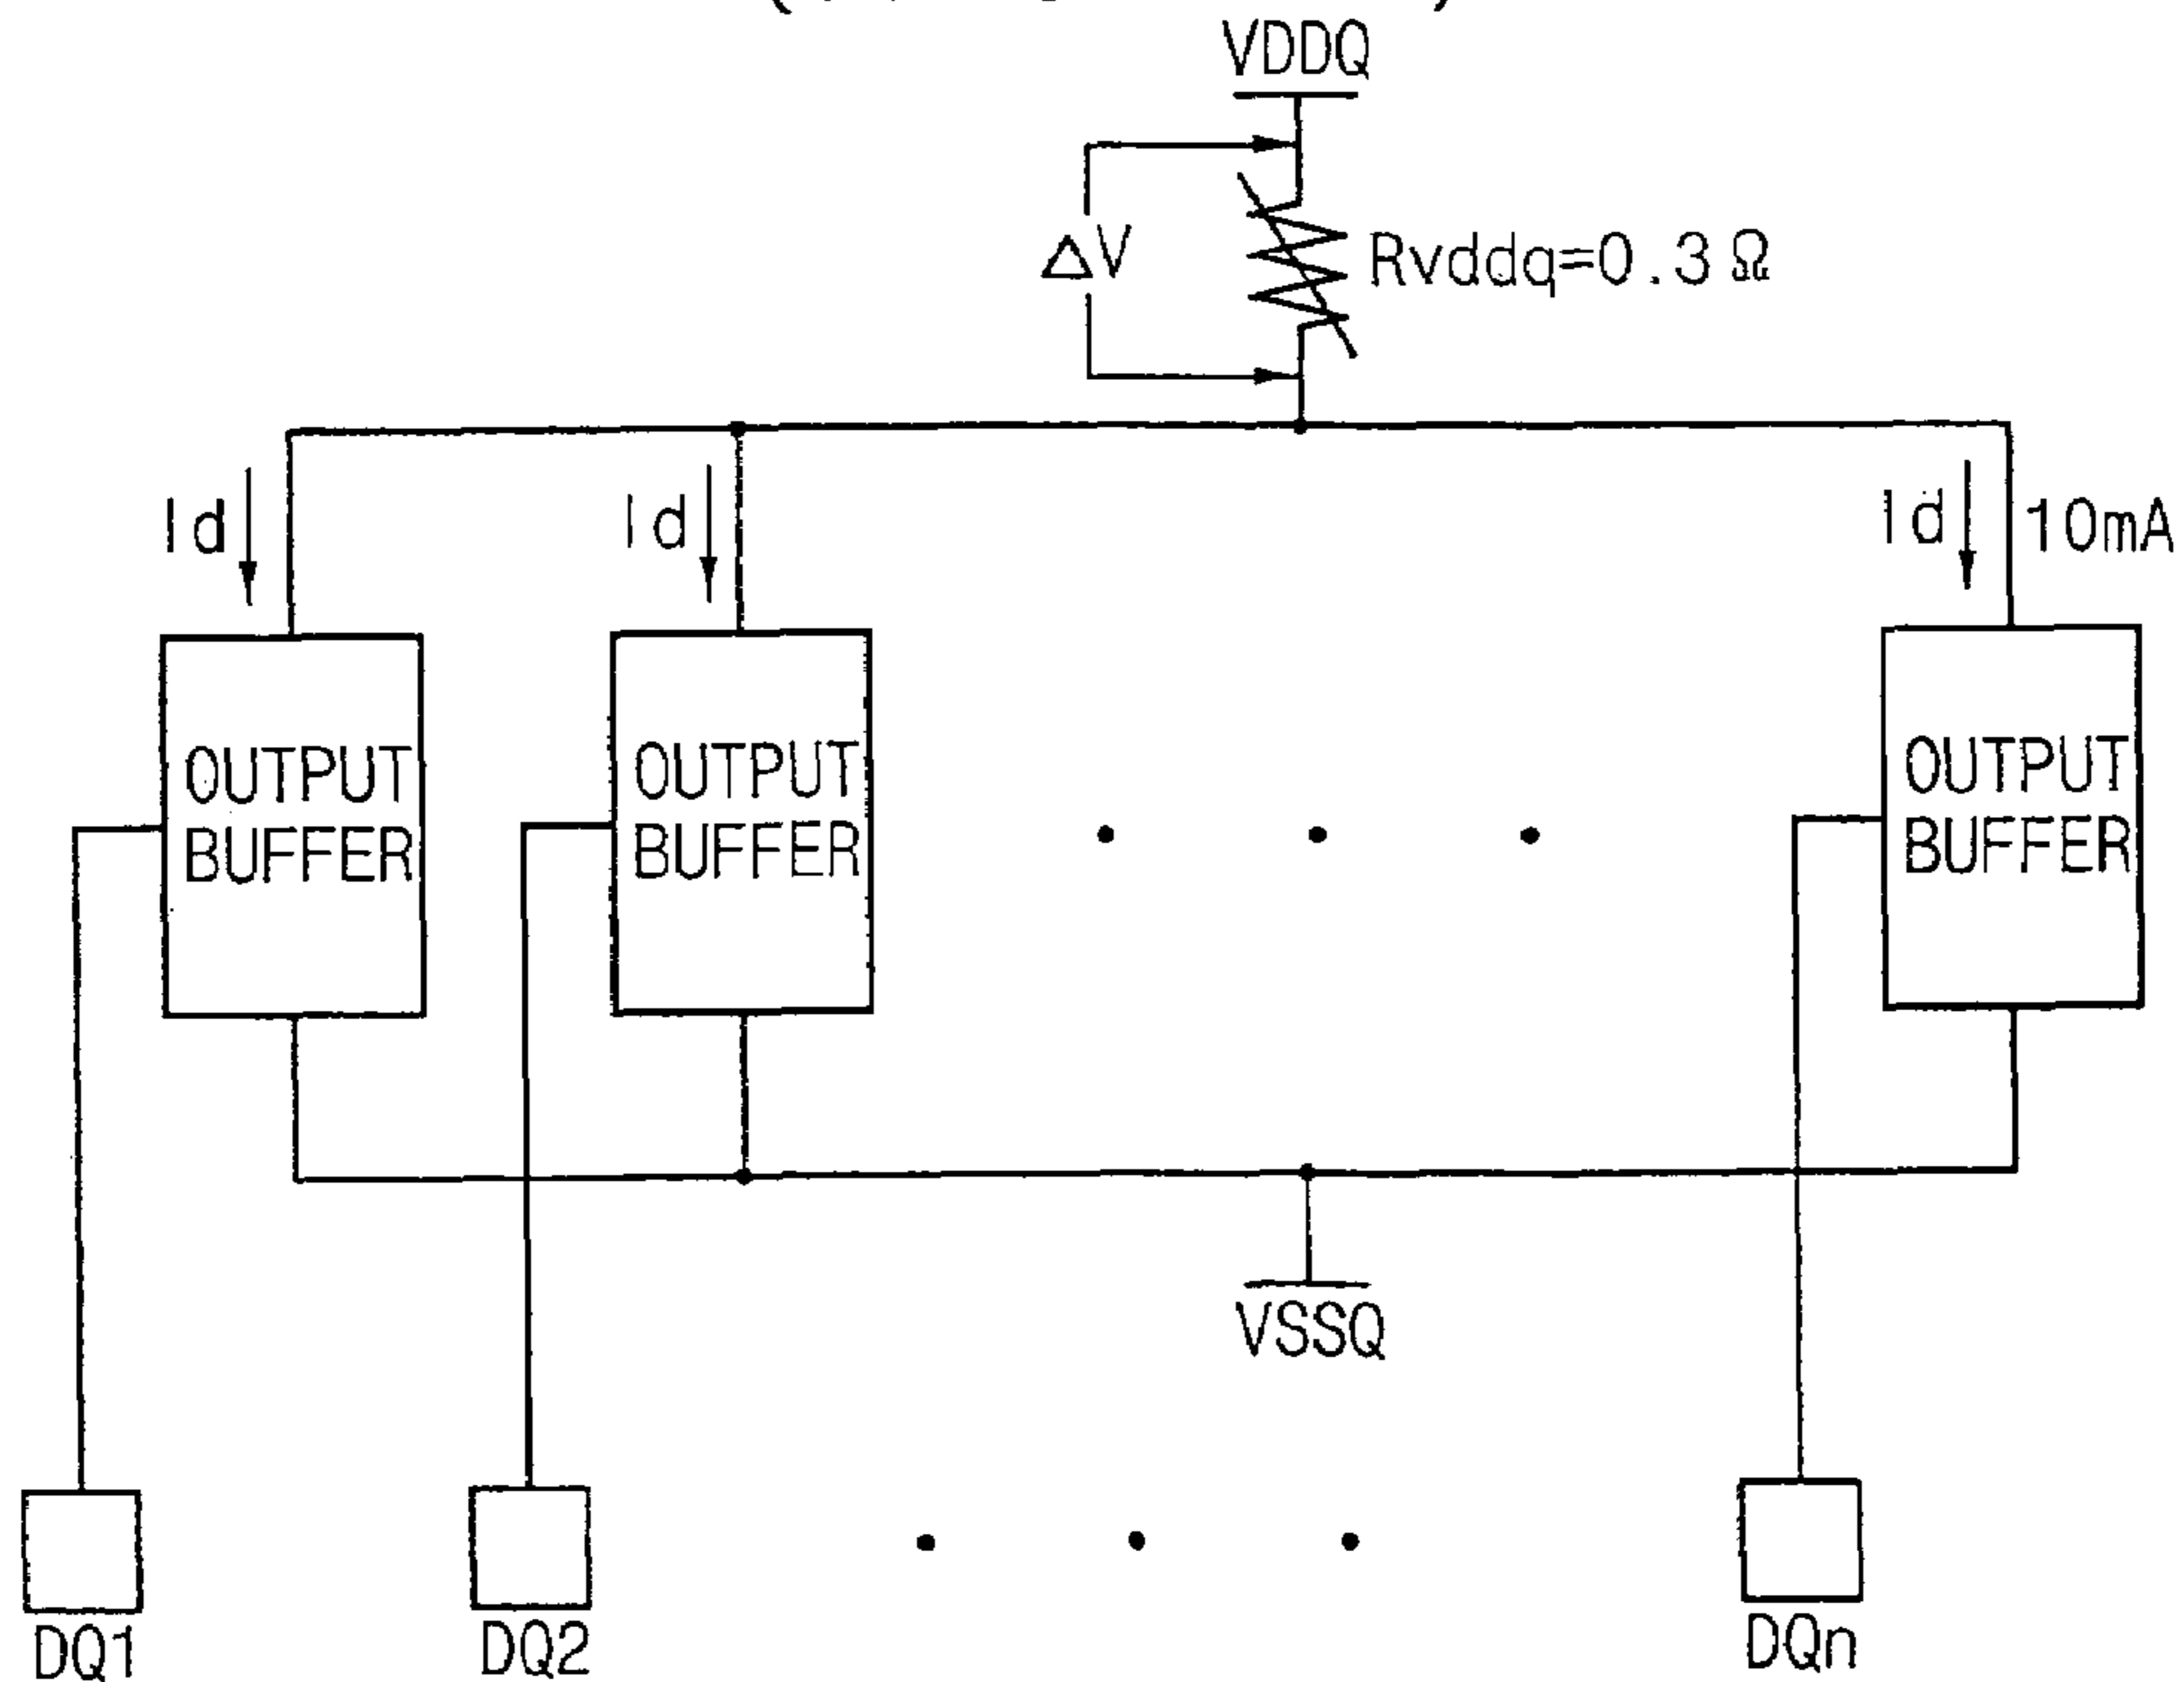 VDDQ
ΔV
Rvddq=0.3Ω
Id
Id
Id
10mA
OUTPUT
BUFFER
OUTPUT
BUFFER
OUTPUT
BUFFER
VSSQ
DQ1
DQ2
DQn